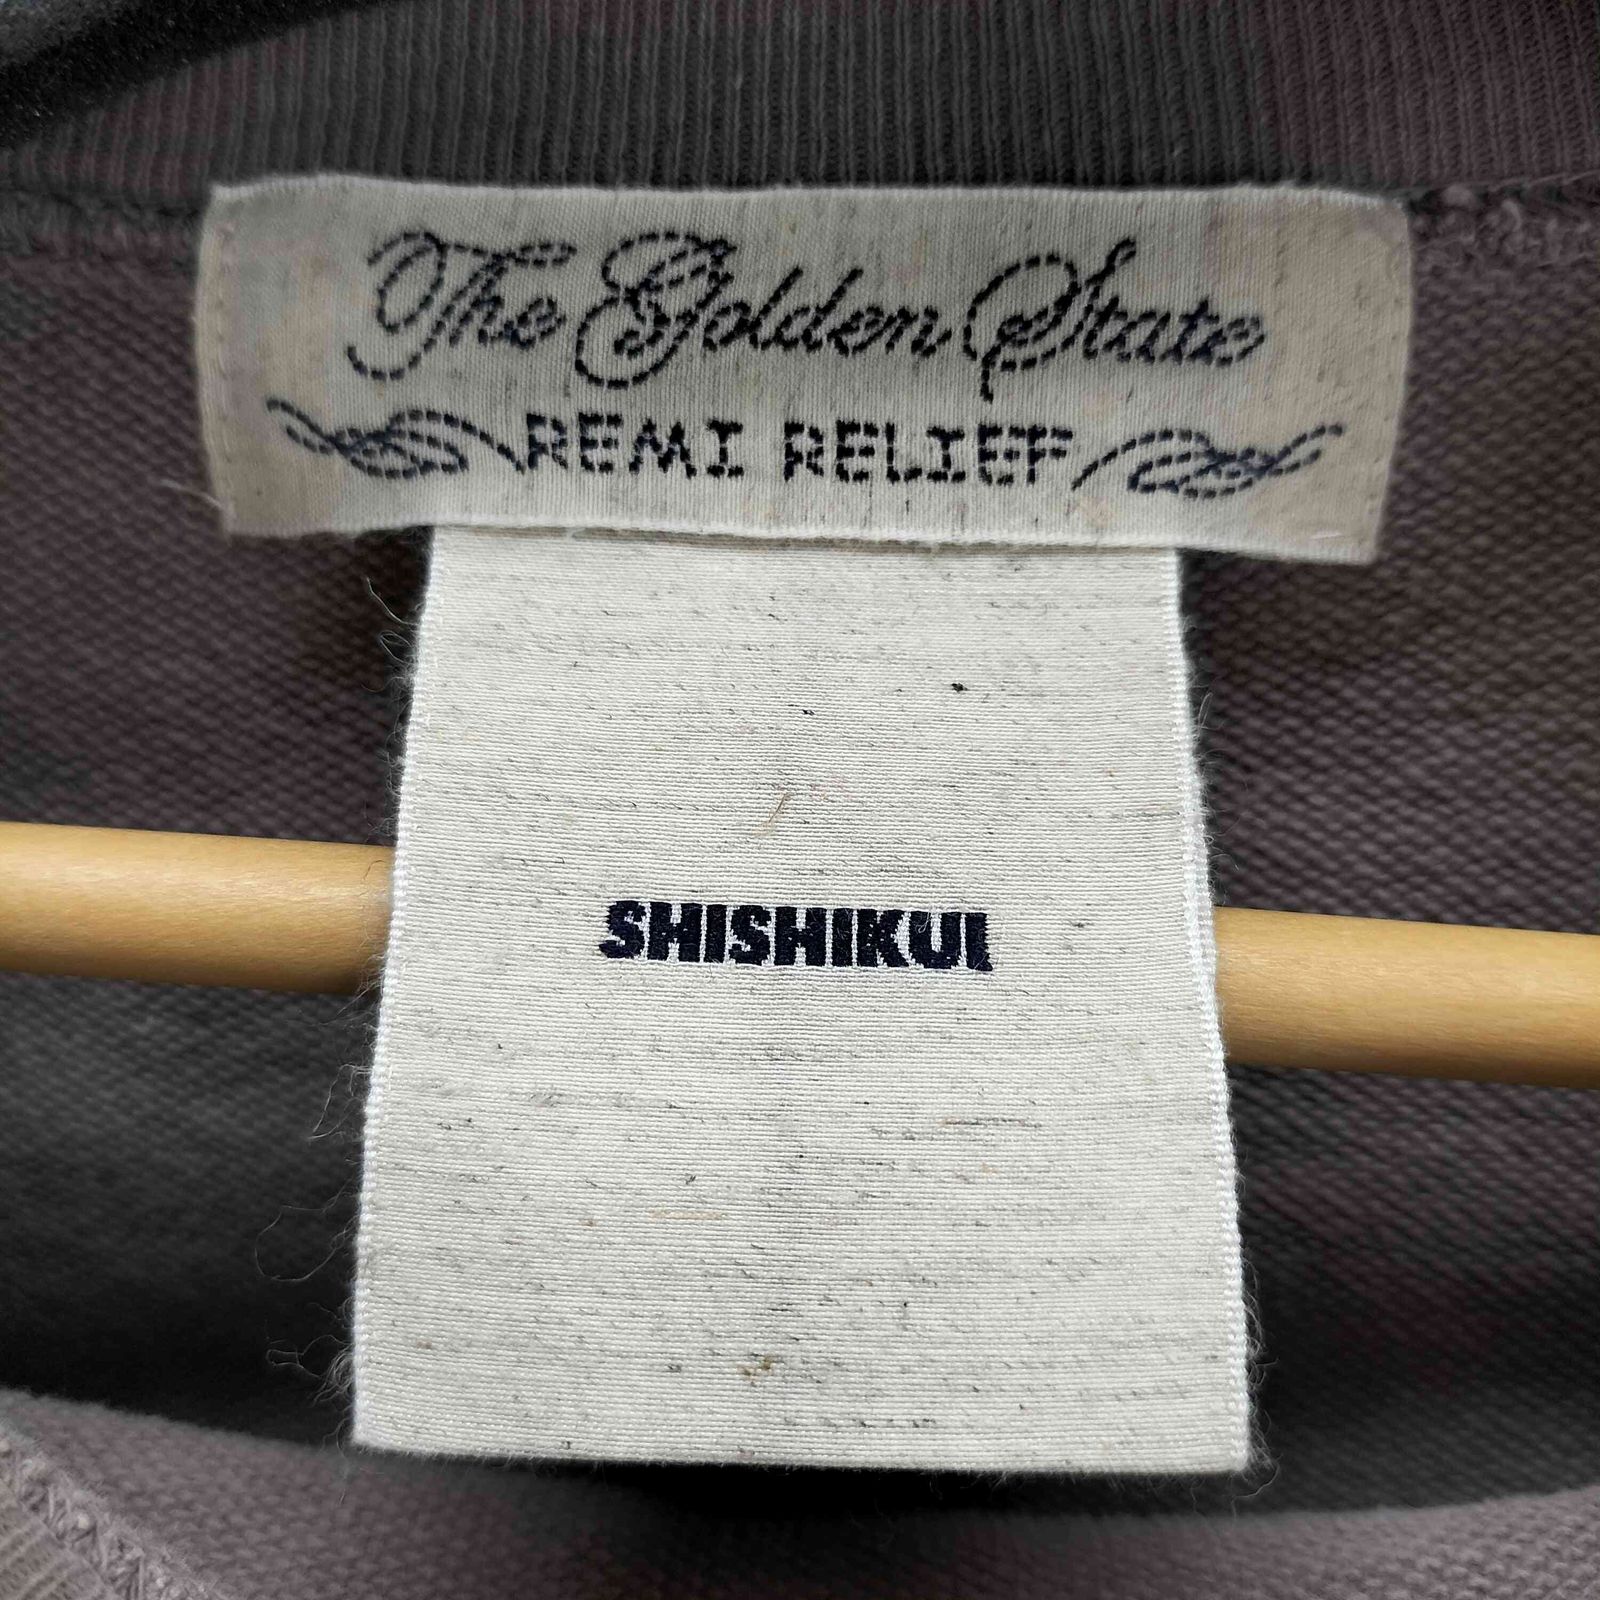 The Golden State
REMI RELIEF
SHISHIKUI